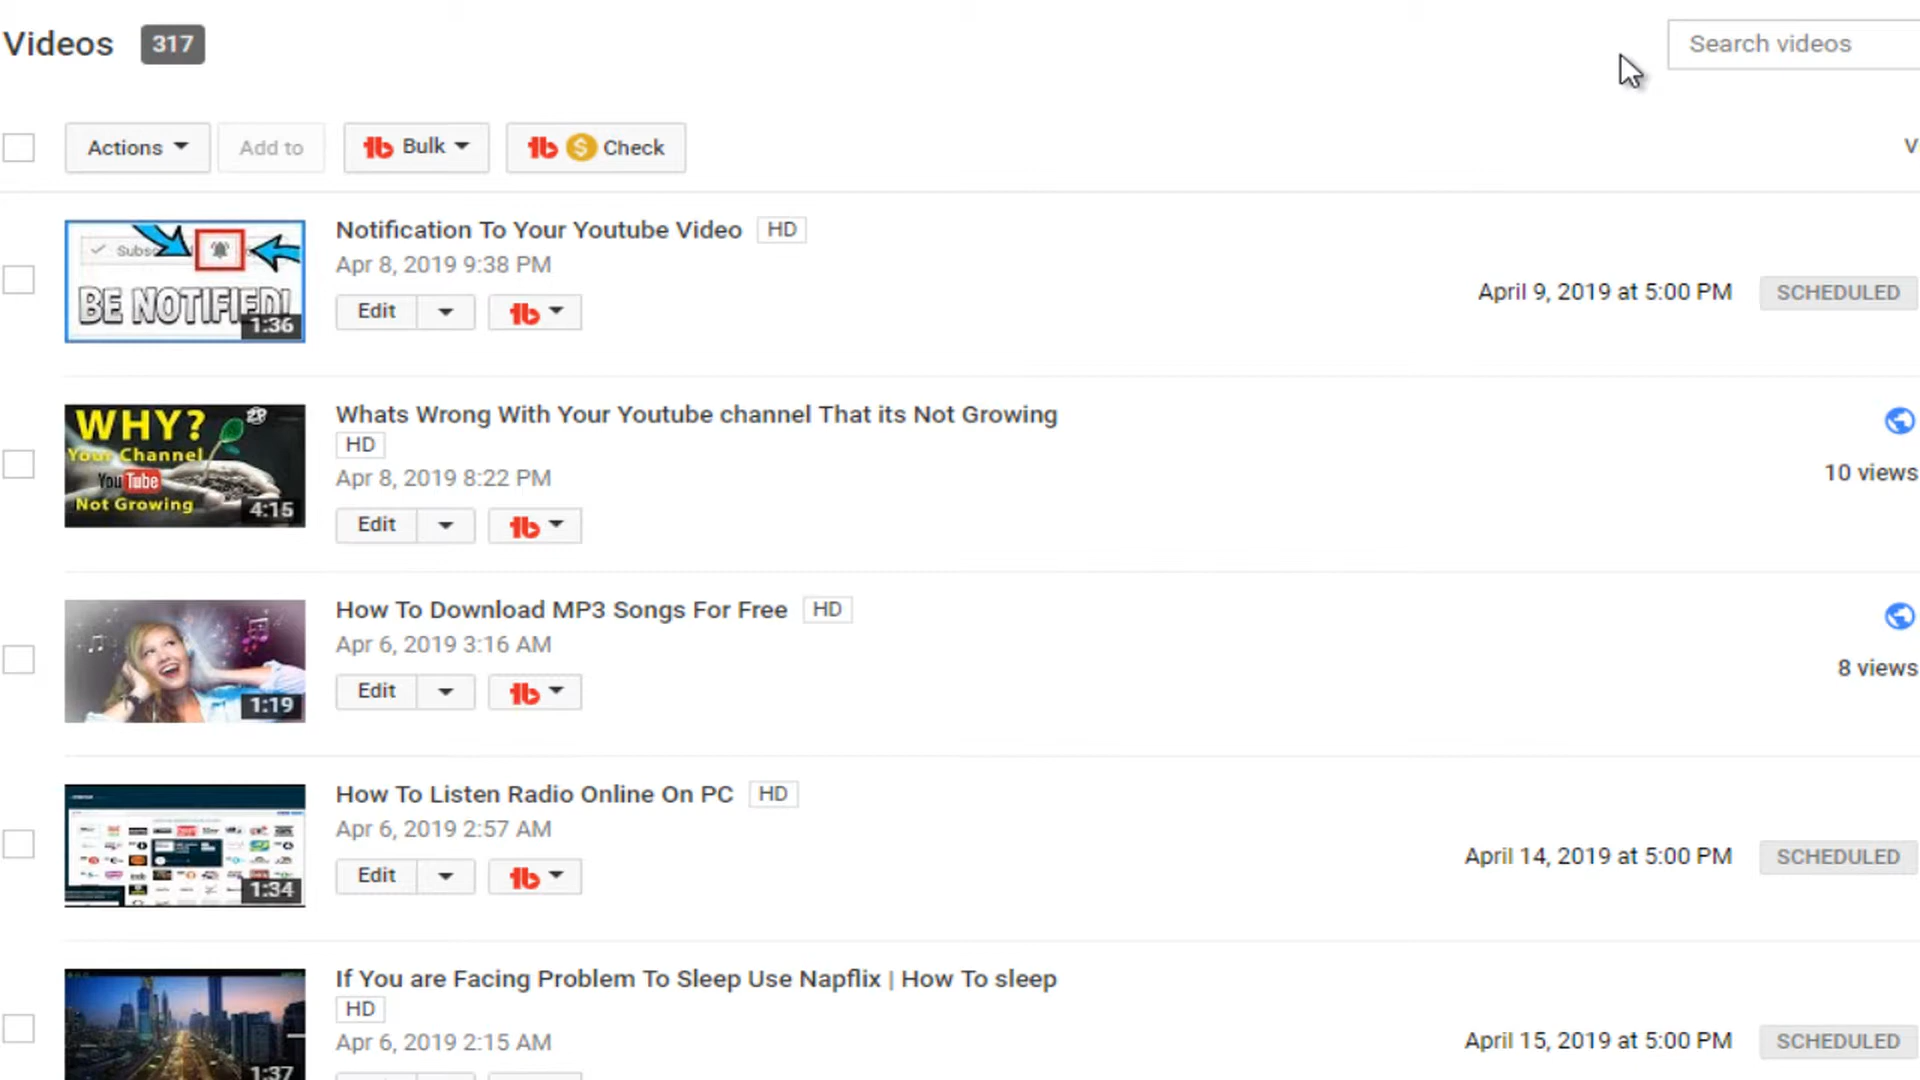 Videos 317
Search videos
Actions Add to Bulk $ Check V
Subs
BE NOTIFIED!
1:36
Notification To Your Youtube Video HD
Apr 8, 2019 9:38 PM
Edit
April 9, 2019 at 5:00 PM SCHEDULED
WHY?
Your Channel
YouTube
Not Growing
4:15
Whats Wrong With Your Youtube channel That its Not Growing
HD
Apr 8, 2019 8:22 PM
Edit
10 views
1:19
How To Download MP3 Songs For Free HD
Apr 6, 2019 3:16 AM
Edit
8 views
1:34
How To Listen Radio Online On PC HD
Apr 6, 2019 2:57 AM
Edit
April 14, 2019 at 5:00 PM SCHEDULED
1:37
If You are Facing Problem To Sleep Use Napflix | How To sleep
HD
Apr 6, 2019 2:15 AM
April 15, 2019 at 5:00 PM SCHEDULED